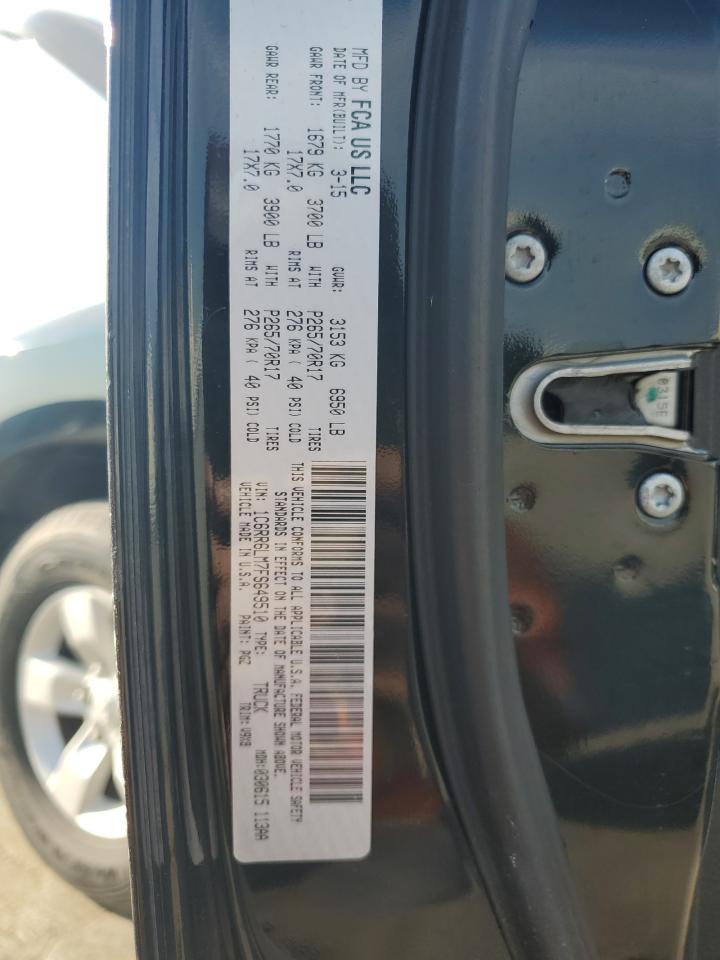 MFD BY FCA US LLC
DATE OF MFR(BUILT): 3-15 GVWR: 3153 KG 6950 LB
GAWR FRONT: 1679 KG 3700 LB WITH P265/70R17 TIRES
17X7.0 RIMS AT 276 KPA ( 40 PSI) COLD
GAWR REAR: 1770 KG 3900 LB WITH P265/70R17 TIRES
17X7.0 RIMS AT 276 KPA ( 40 PSI) COLD
THIS VEHICLE CONFORMS TO ALL APPLICABLE U.S.A. FEDERAL MOTOR VEHICLE SAFETY
STANDARDS IN EFFECT ON THE DATE OF MANUFACTURE SHOWN ABOVE.
VIN: 1C6RR6LM7FS649510 TYPE: TRUCK MDH:030615 113AA
VEHICLE MADE IN U.S.A. PAINT: PGZ TRIM:V9X8
0315E